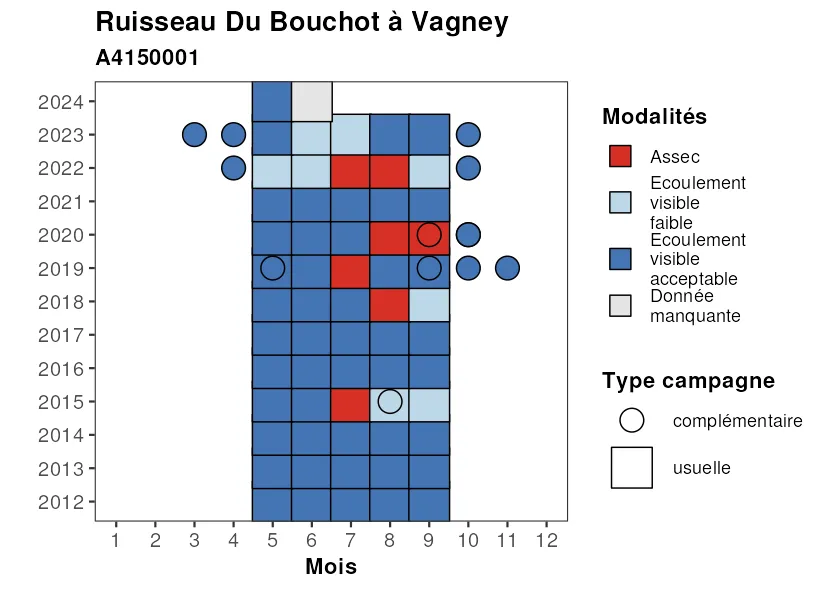 Ruisseau Du Bouchot à Vagney
A4150001
2024
2023
2022
2021
2020
2019
2018
2017
2016
2015
2014
2013
2012
1 2 3 4 5 6 7 8 9 10 11 12
Mois
Modalités
Assec
Ecoulement
visible
faible
Ecoulement
visible
acceptable
Donnée
manquante
Type campagne
complémentaire
usuelle